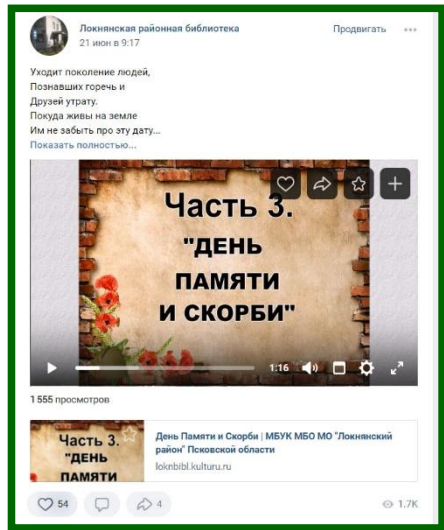 Локнянская районная библиотека
Продвигать
21 июн в 9:17
Уходит поколение людей,
Познавших горечь и
Друзей утрату.
Покуда живы на земле
Им не забыть про эту дату...
Показать полностью...
Часть 3.
"ДЕНЬ
ПАМЯТИ
И СКОРБИ"
1:16
1 555 просмотров
Часть 3.
"ДЕНЬ
ПАМЯТИ
День Памяти и Скорби | МБУК МБО МО "Локнянский
район" Псковской области
loknbibl.kulturu.ru
54
4
1.7K